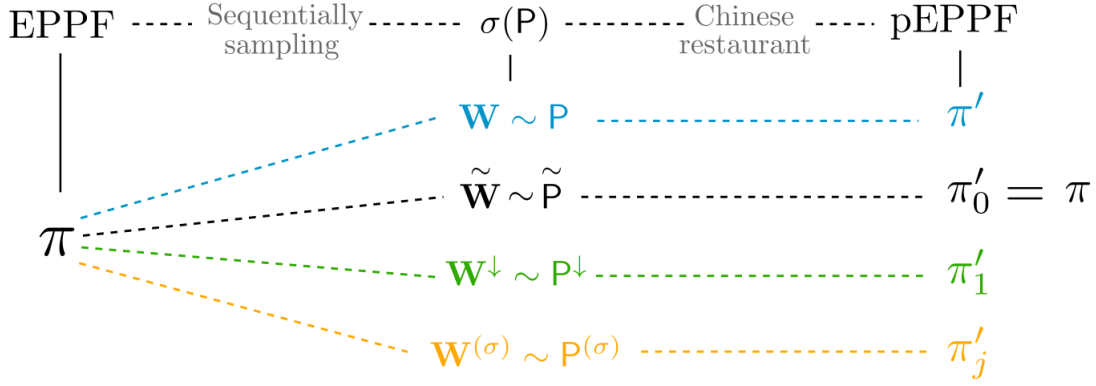 EPPF Sequentially sampling σ(P) Chinese restaurant pEPPF
W ∼ P π′
W̃ ∼ P̃ π′₀ = π
π
W↓ ∼ P↓ π′₁
W⁽σ⁾ ∼ P⁽σ⁾ π′ⱼ